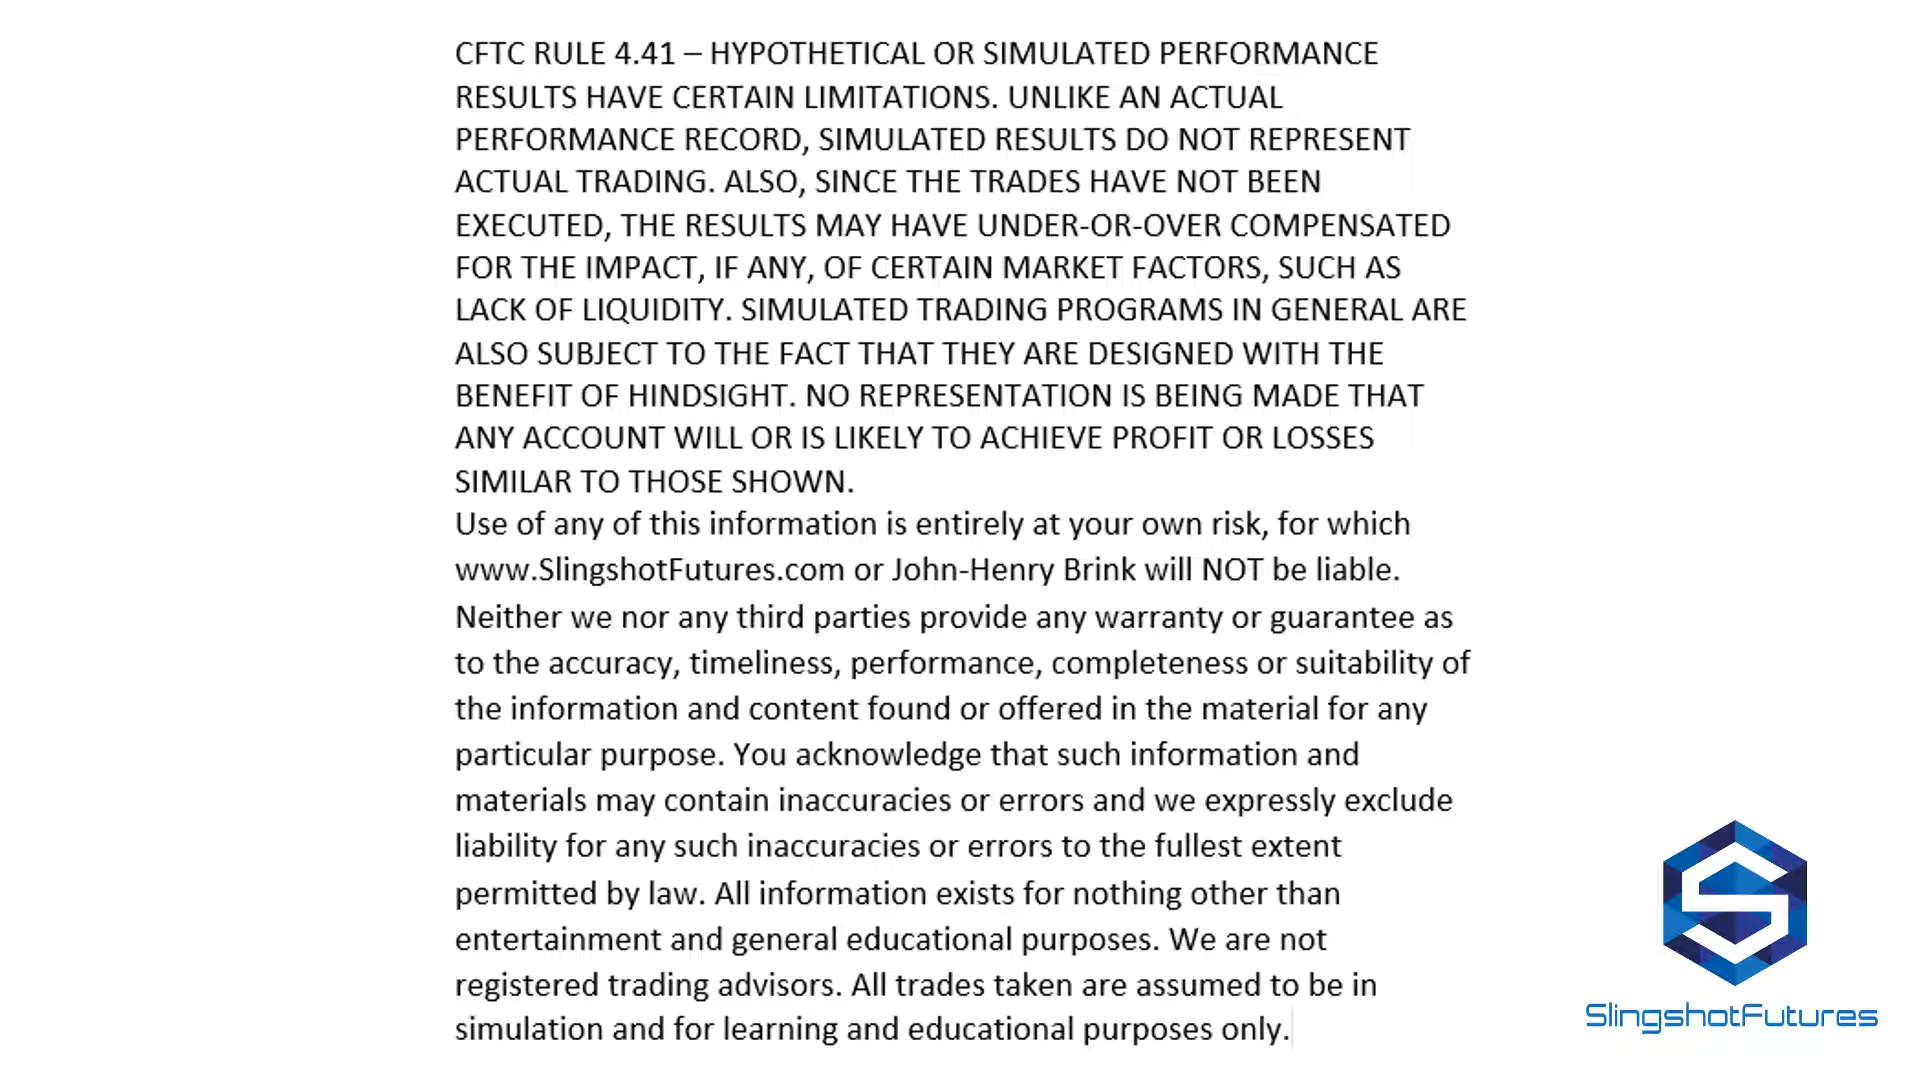 CFTC RULE 4.41 – HYPOTHETICAL OR SIMULATED PERFORMANCE
RESULTS HAVE CERTAIN LIMITATIONS. UNLIKE AN ACTUAL
PERFORMANCE RECORD, SIMULATED RESULTS DO NOT REPRESENT
ACTUAL TRADING. ALSO, SINCE THE TRADES HAVE NOT BEEN
EXECUTED, THE RESULTS MAY HAVE UNDER-OR-OVER COMPENSATED
FOR THE IMPACT, IF ANY, OF CERTAIN MARKET FACTORS, SUCH AS
LACK OF LIQUIDITY. SIMULATED TRADING PROGRAMS IN GENERAL ARE
ALSO SUBJECT TO THE FACT THAT THEY ARE DESIGNED WITH THE
BENEFIT OF HINDSIGHT. NO REPRESENTATION IS BEING MADE THAT
ANY ACCOUNT WILL OR IS LIKELY TO ACHIEVE PROFIT OR LOSSES
SIMILAR TO THOSE SHOWN.
Use of any of this information is entirely at your own risk, for which
www.SlingshotFutures.com or John-Henry Brink will NOT be liable.
Neither we nor any third parties provide any warranty or guarantee as
to the accuracy, timeliness, performance, completeness or suitability of
the information and content found or offered in the material for any
particular purpose. You acknowledge that such information and
materials may contain inaccuracies or errors and we expressly exclude
liability for any such inaccuracies or errors to the fullest extent
permitted by law. All information exists for nothing other than
entertainment and general educational purposes. We are not
registered trading advisors. All trades taken are assumed to be in
simulation and for learning and educational purposes only.
SlingshotFutures